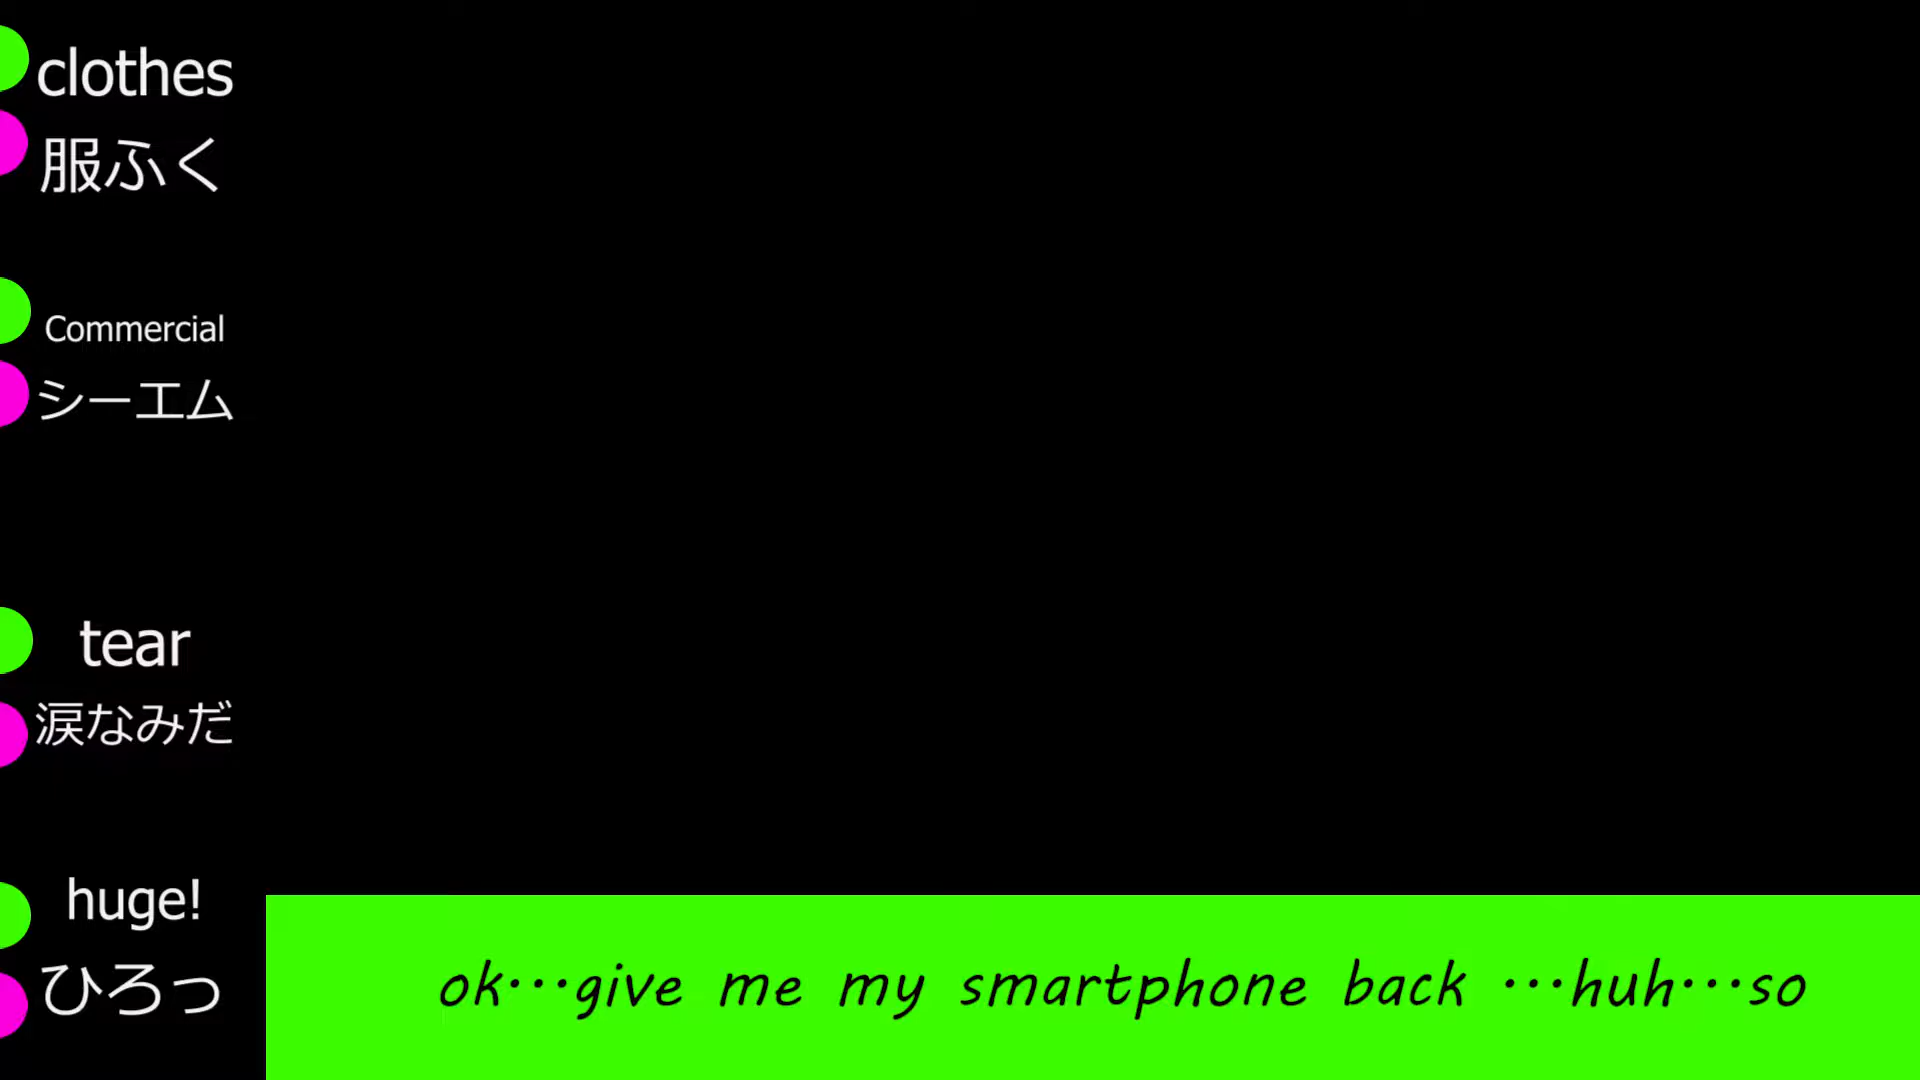 clothes
服ふく
Commercial
シーエム
tear
涙なみだ
huge!
ひろっ
ok···give me my smartphone back ···huh···so